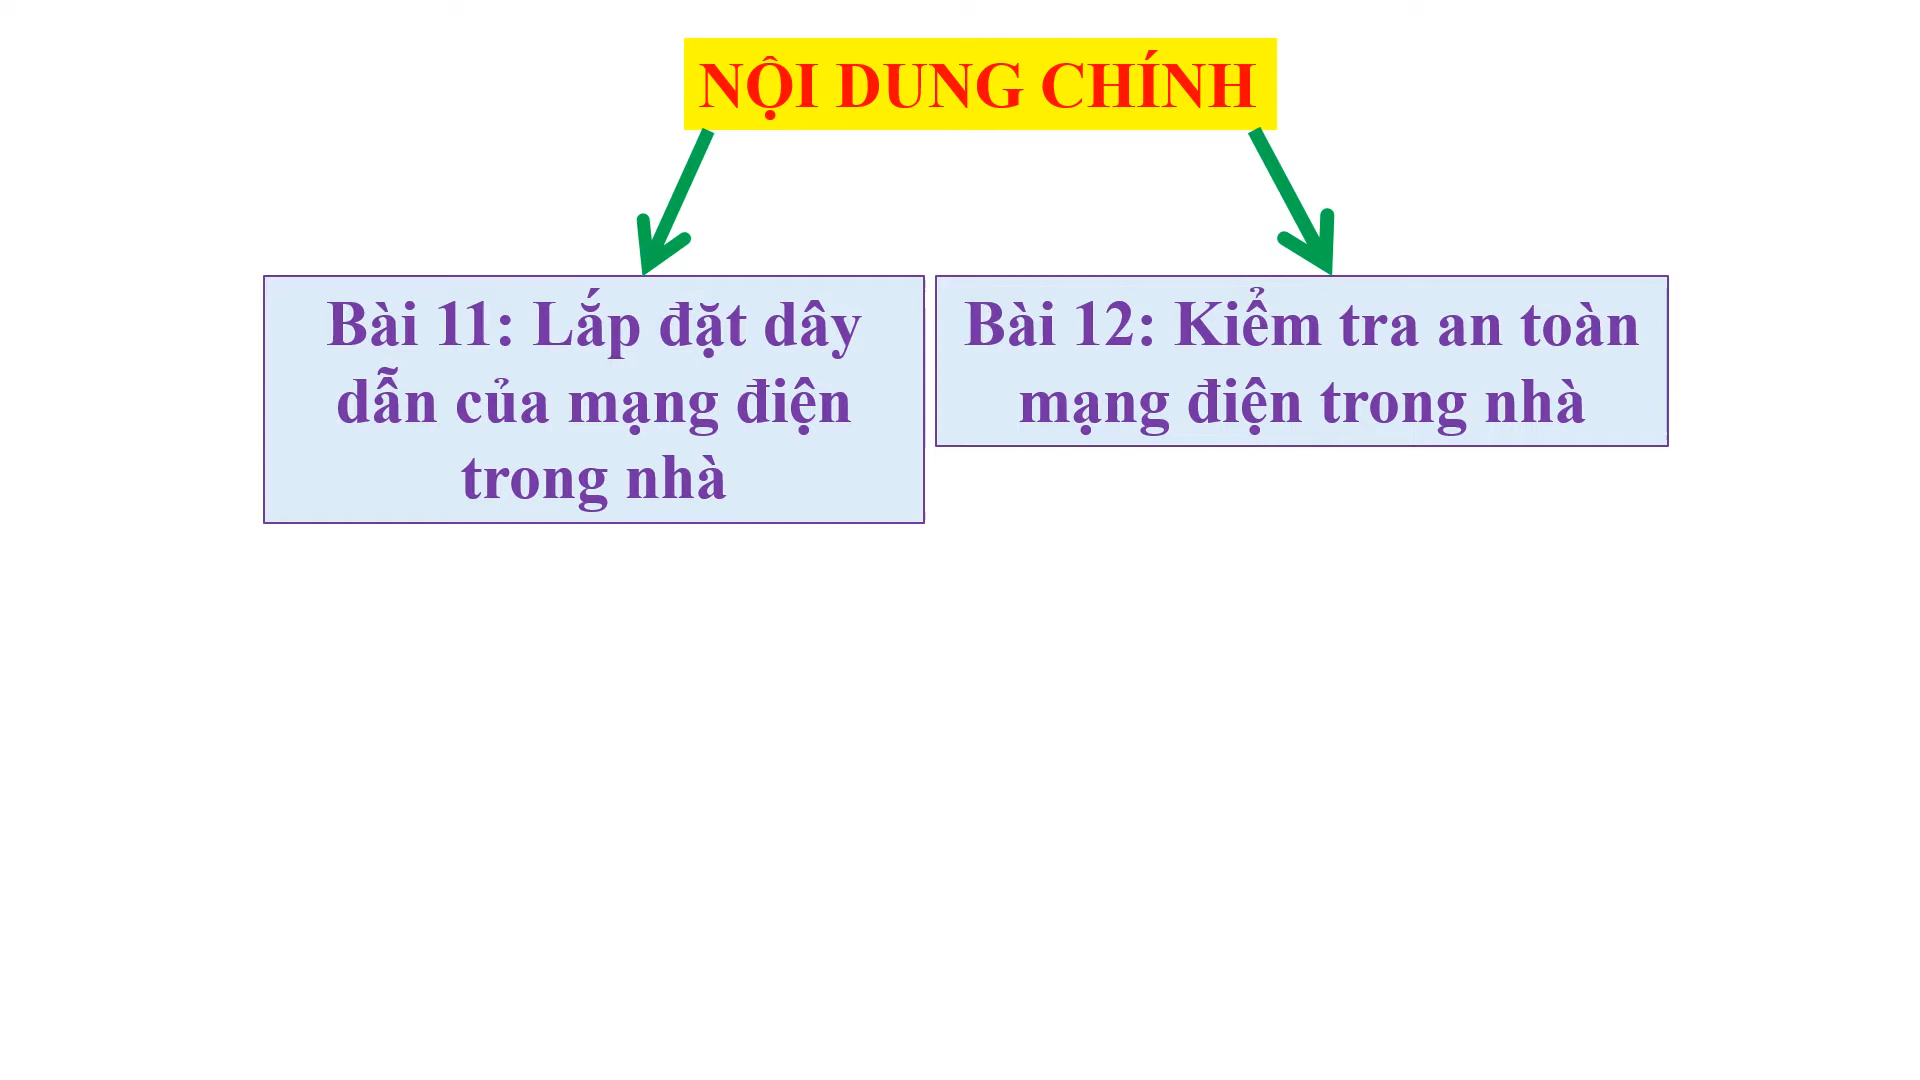 NỘI DUNG CHÍNH
Bài 11: Lắp đặt dây
dẫn của mạng điện
trong nhà
Bài 12: Kiểm tra an toàn
mạng điện trong nhà